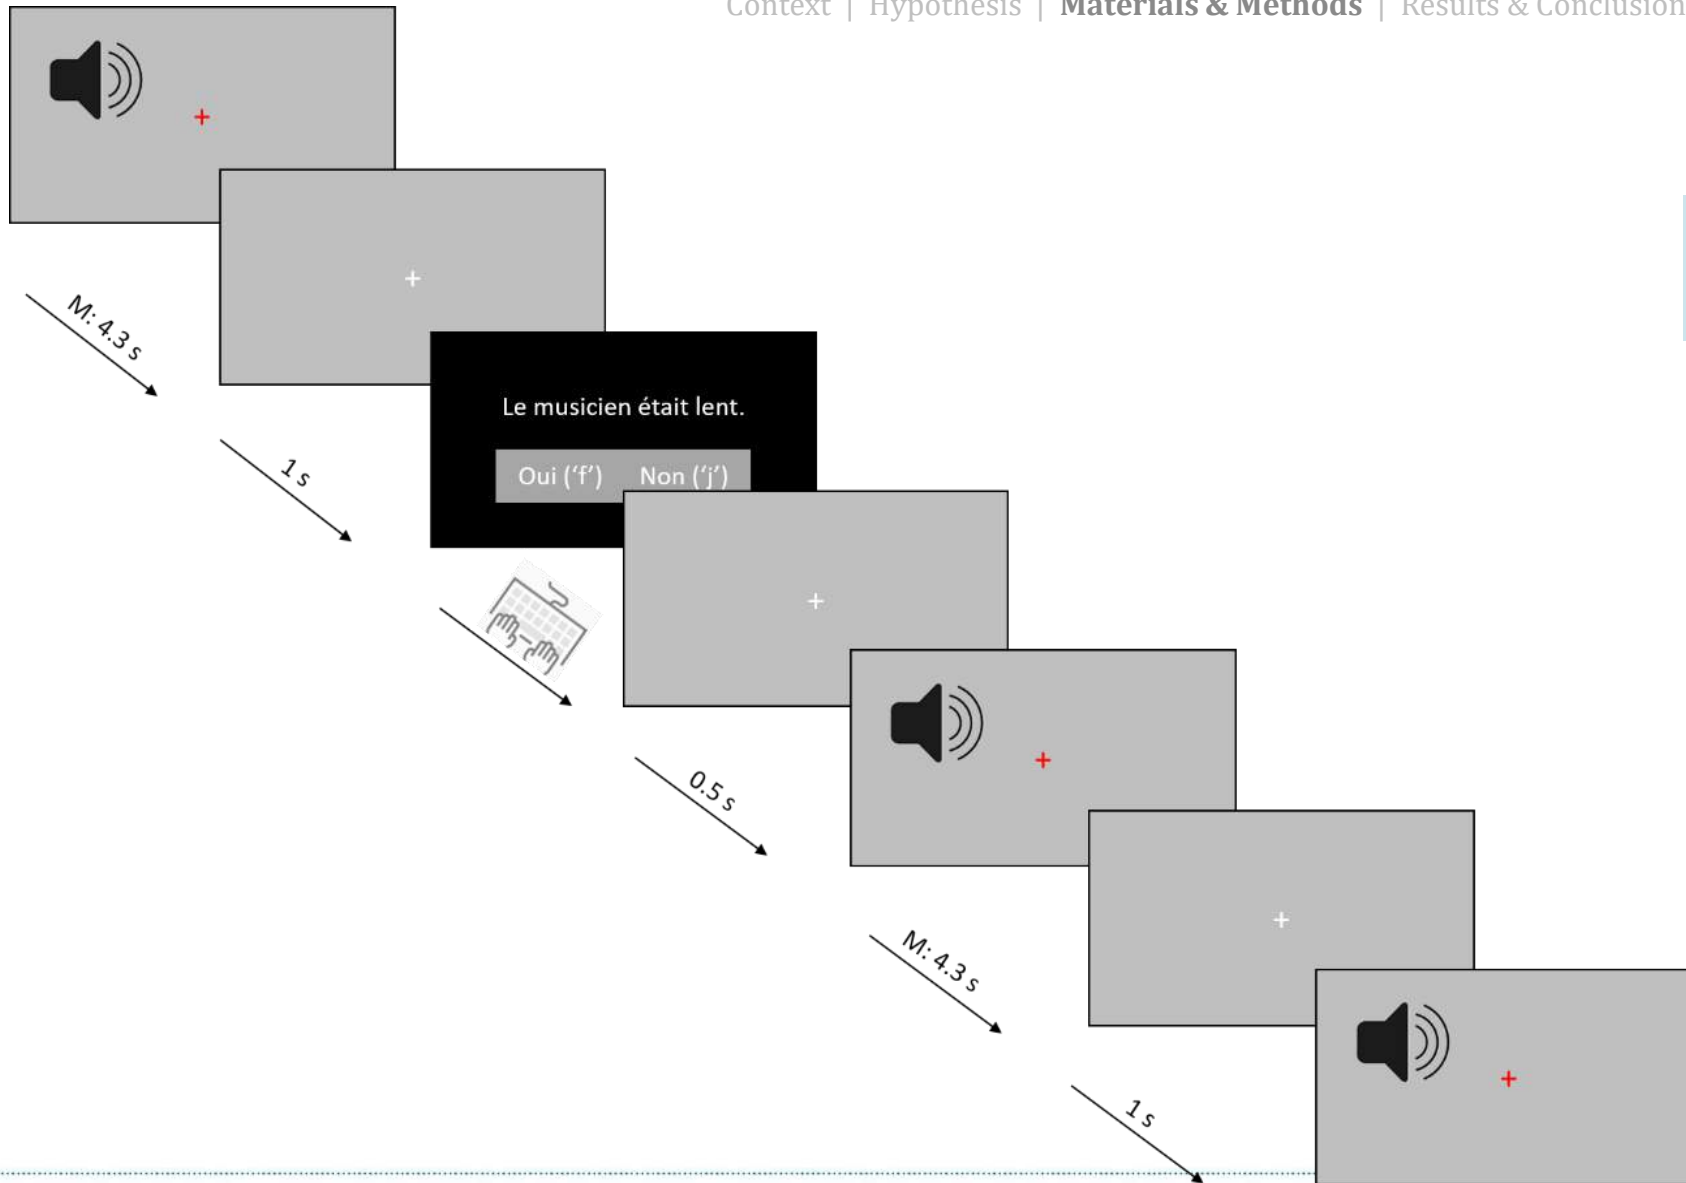 Context | Hypothesis | Materials & Methods | Results & Conclusion
M: 4.3 s
1 s
Le musicien était lent.
Oui (‘f’) Non (‘j’)
0.5 s
M: 4.3 s
1 s